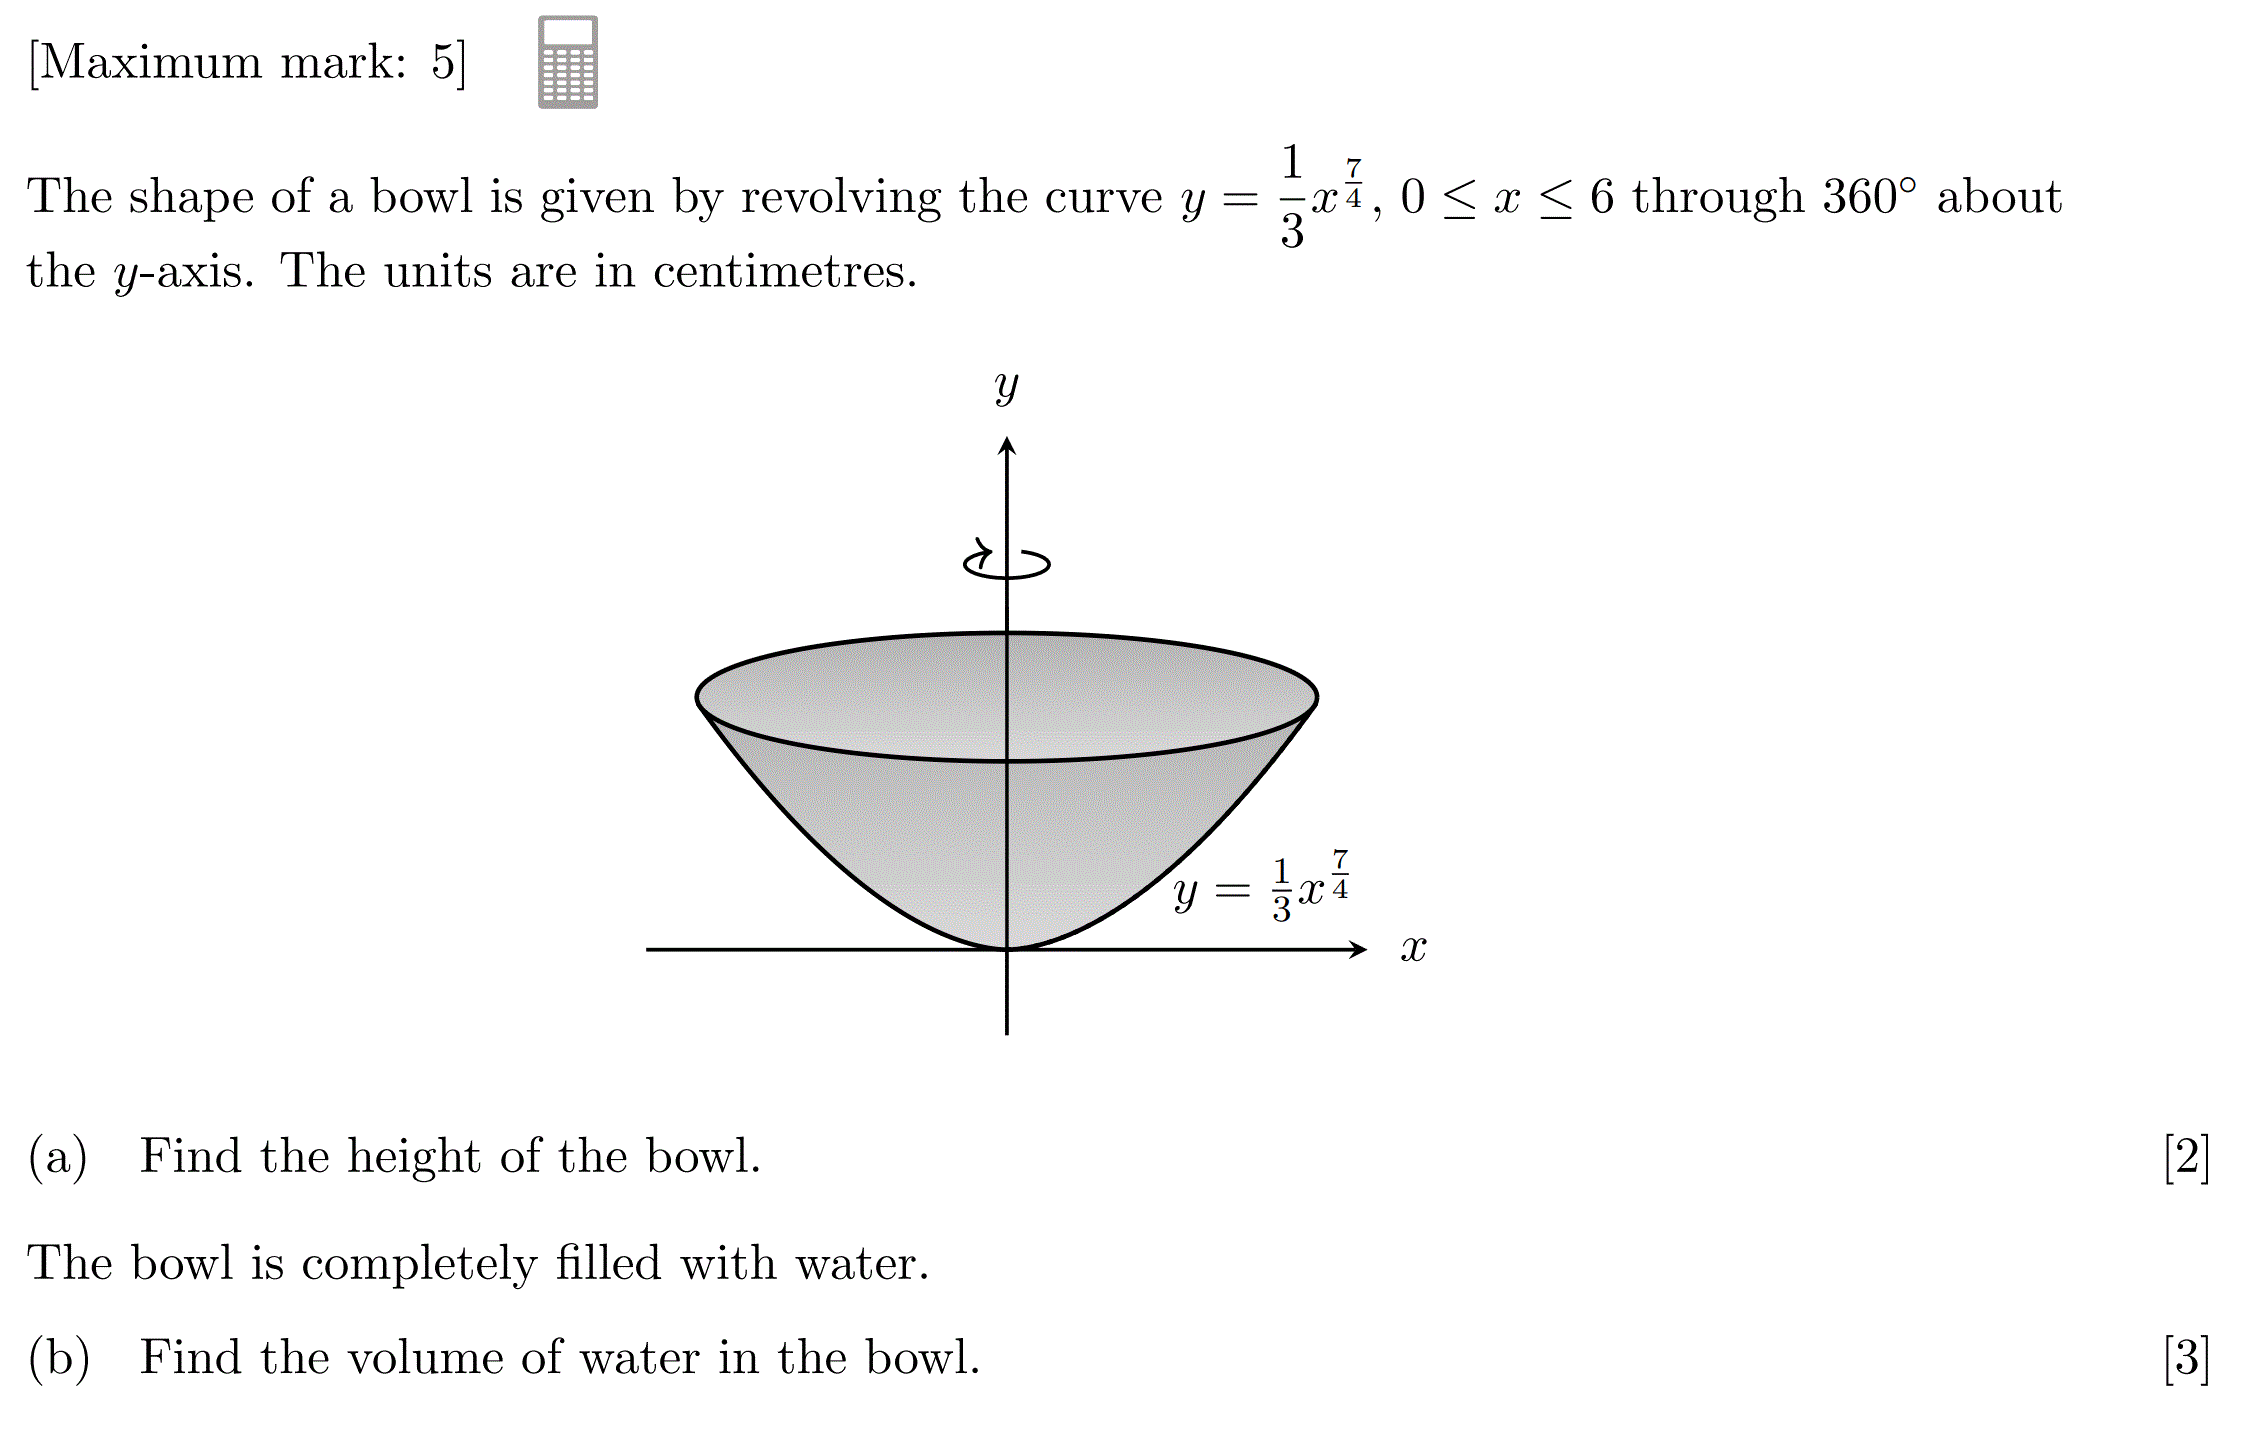 [Maximum mark: 5]
The shape of a bowl is given by revolving the curve $y = \frac{1}{3}x^{\frac{7}{4}}$, $0 \leq x \leq 6$ through 360° about
the $y$-axis. The units are in centimetres.
$y$
$y = \frac{1}{3}x^{\frac{7}{4}}$
$x$
(a) Find the height of the bowl. [2]
The bowl is completely filled with water.
(b) Find the volume of water in the bowl. [3]